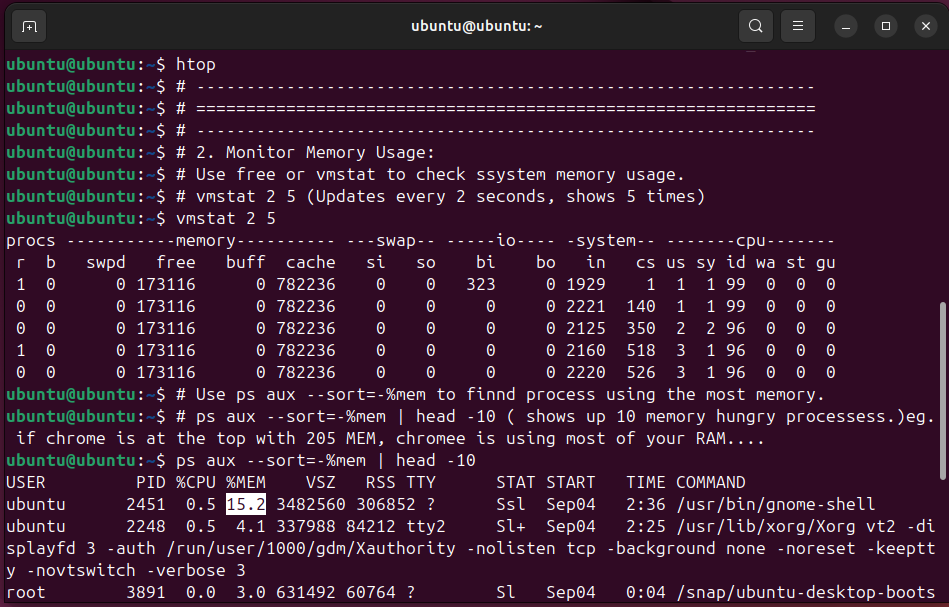 ubuntu@ubuntu: ~
ubuntu@ubuntu:~$ htop
ubuntu@ubuntu:~$ # --------------------------------------------------------------
ubuntu@ubuntu:~$ # ==============================================================
ubuntu@ubuntu:~$ # --------------------------------------------------------------
ubuntu@ubuntu:~$ # 2. Monitor Memory Usage:
ubuntu@ubuntu:~$ # Use free or vmstat to check ssystem memory usage.
ubuntu@ubuntu:~$ # vmstat 2 5 (Updates every 2 seconds, shows 5 times)
ubuntu@ubuntu:~$ vmstat 2 5
procs -----------memory---------- ---swap-- -----io---- -system-- -------cpu-------
 r  b   swpd   free   buff  cache   si   so    bi    bo   in   cs us sy id wa st gu
 1  0      0 173116      0 782236    0    0   323     0 1929    1  1  1 99  0  0  0
 0  0      0 173116      0 782236    0    0     0     0 2221  140  1  1 99  0  0  0
 0  0      0 173116      0 782236    0    0     0     0 2125  350  2  2 96  0  0  0
 1  0      0 173116      0 782236    0    0     0     0 2160  518  3  1 96  0  0  0
 0  0      0 173116      0 782236    0    0     0     0 2220  526  3  1 96  0  0  0
ubuntu@ubuntu:~$ # Use ps aux --sort=-%mem to finnd process using the most memory.
ubuntu@ubuntu:~$ # ps aux --sort=-%mem | head -10 ( shows up 10 memory hungry processess.)eg.
 if chrome is at the top with 205 MEM, chromee is using most of your RAM....
ubuntu@ubuntu:~$ ps aux --sort=-%mem | head -10
USER         PID %CPU %MEM    VSZ   RSS TTY      STAT START   TIME COMMAND
ubuntu      2451  0.5 15.2 3482560 306852 ?      Ssl  Sep04   2:36 /usr/bin/gnome-shell
ubuntu      2248  0.5  4.1 337988 84212 tty2     Sl+  Sep04   2:25 /usr/lib/xorg/Xorg vt2 -di
splayfd 3 -auth /run/user/1000/gdm/Xauthority -nolisten tcp -background none -noreset -keeptt
y -novtswitch -verbose 3
root        3891  0.0  3.0 631492 60764 ?        Sl   Sep04   0:04 /snap/ubuntu-desktop-boots